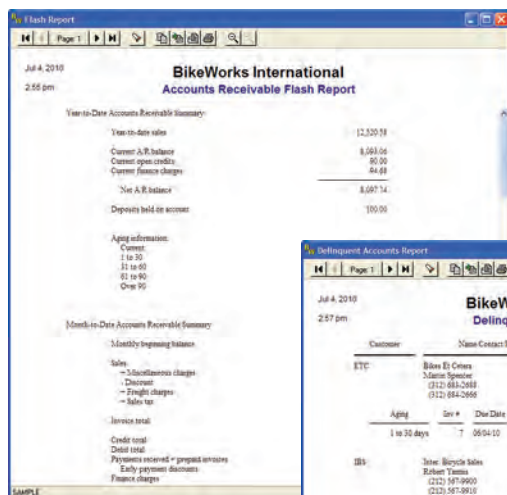 Flash Report
Page 1
Jul 4, 2010
BikeWorks International
2:56 pm
Accounts Receivable Flash Report
Year-to-Date Accounts Receivable Summary
Year-to-date sales 12,520.58
Current A/R balance 8,093.06
Current open credits 90.00
Current finance charges 94.68
Net A/R balance 8,097.74
Deposits held on account 100.00
Aging information:
Current
1 to 30
31 to 60
61 to 90
Over 90
Month-to-Date Accounts Receivable Summary
Monthly beginning balance
Sales
Miscellaneous charges
- Discount
Freight charges
Sales tax
Invoice total
Credit total
Debit total
Payments received + prepaid invoices
Early payment discounts
Finance charges
SAMPLE
Delinquent Accounts Report
Page 1
Jul 4, 2010
BikeW
2:57 pm
Delinq
Customer Name Contact
ETC Bikes Et Cetera
Martin Spencer
(312) 683-2688
(312) 684-2666
Aging Inv # Due Date
1 to 30 days 7 06/04/10
IBS Inter. Bicycle Sales
Robert Tannis
(212) 567-9900
(212) 567-9910